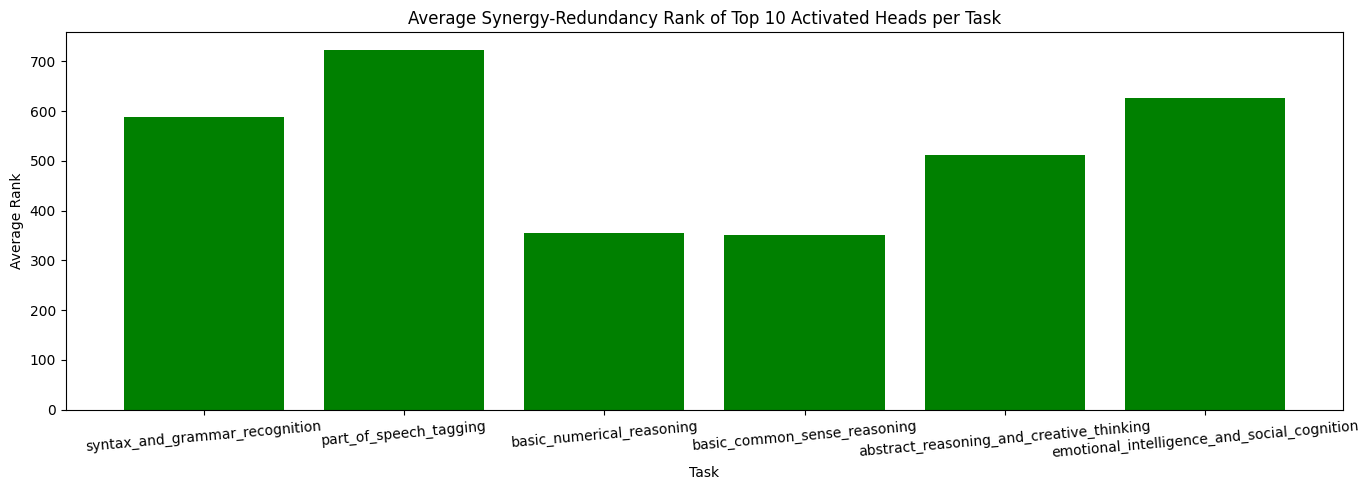 Average Synergy-Redundancy Rank of Top 10 Activated Heads per Task
Average Rank
700
600
500
400
300
200
100
0
syntax_and_grammar_recognition
part_of_speech_tagging
basic_numerical_reasoning
basic_common_sense_reasoning
abstract_reasoning_and_creative_thinking
emotional_intelligence_and_social_cognition
Task